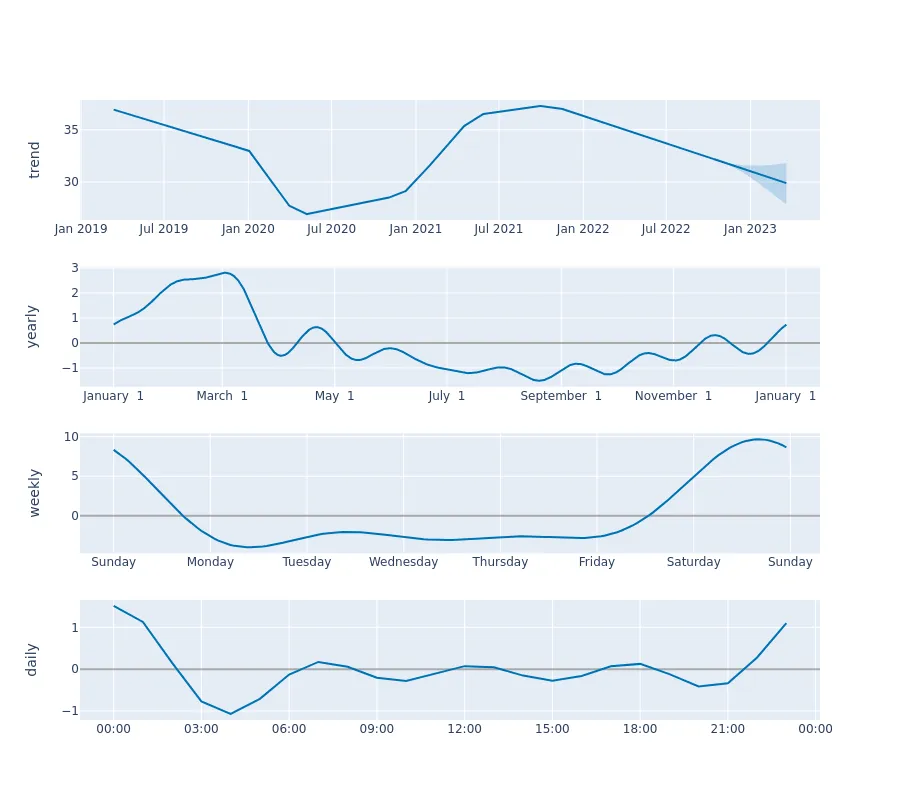 trend
35
30
Jan 2019 Jul 2019 Jan 2020 Jul 2020 Jan 2021 Jul 2021 Jan 2022 Jul 2022 Jan 2023
yearly
3
2
1
0
−1
January 1 March 1 May 1 July 1 September 1 November 1 January 1
weekly
10
5
0
Sunday Monday Tuesday Wednesday Thursday Friday Saturday Sunday
daily
1
0
−1
00:00 03:00 06:00 09:00 12:00 15:00 18:00 21:00 00:00